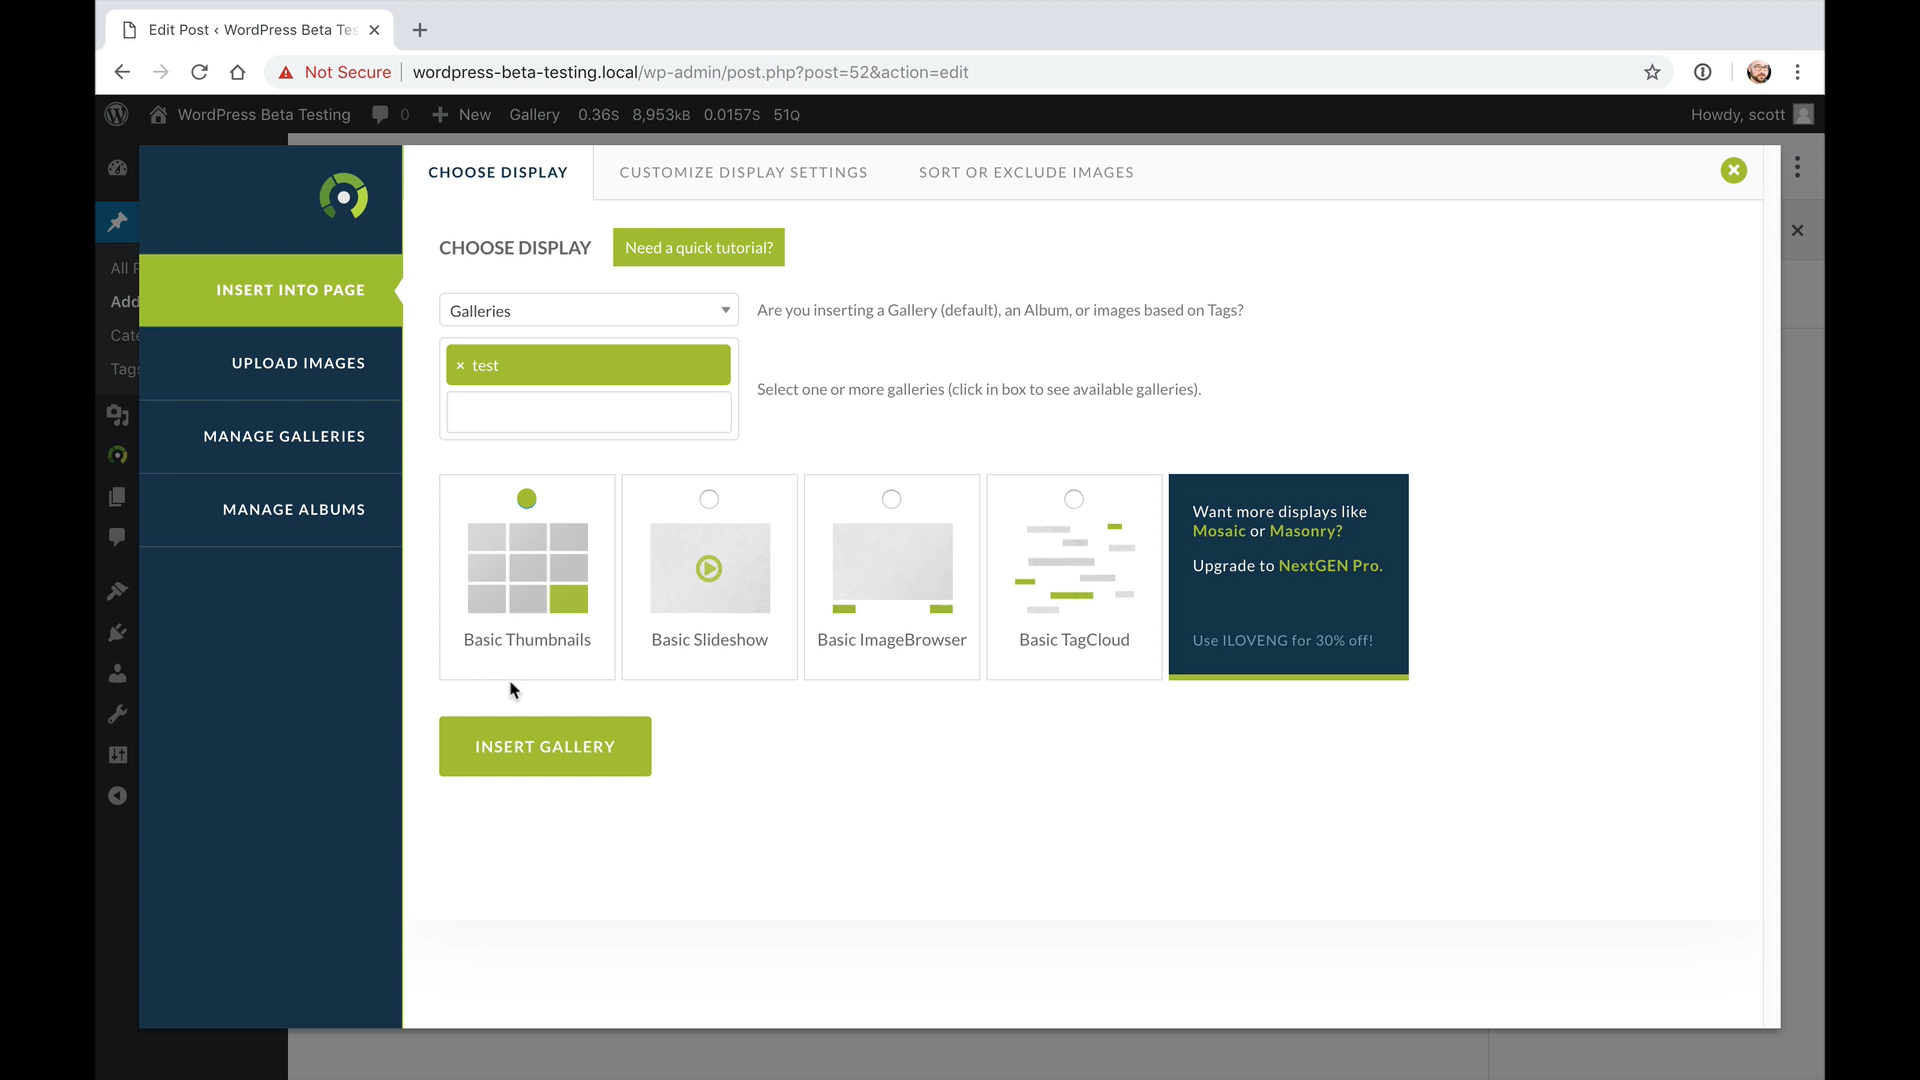 Edit Post ‹ WordPress Beta Tes
Not Secure
wordpress-beta-testing.local/wp-admin/post.php?post=52&action=edit
WordPress Beta Testing 0 New Gallery 0.36S 8,953KB 0.0157S 51Q
Howdy, scott
All P
Add
Cate
Tags
INSERT INTO PAGE
UPLOAD IMAGES
MANAGE GALLERIES
MANAGE ALBUMS
CHOOSE DISPLAY
CUSTOMIZE DISPLAY SETTINGS
SORT OR EXCLUDE IMAGES
CHOOSE DISPLAY
Need a quick tutorial?
Galleries
Are you inserting a Gallery (default), an Album, or images based on Tags?
× test
Select one or more galleries (click in box to see available galleries).
Basic Thumbnails
Basic Slideshow
Basic ImageBrowser
Basic TagCloud
Want more displays like
Mosaic or Masonry?
Upgrade to NextGEN Pro.
Use ILOVENG for 30% off!
INSERT GALLERY